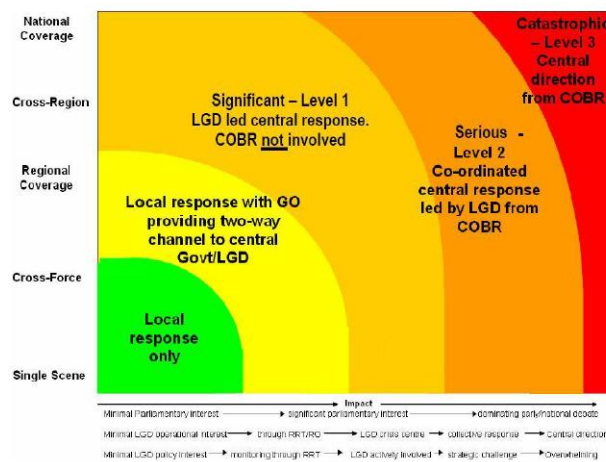 National
Coverage
Cross-Region
Regional
Coverage
Cross-Force
Single Scene
Catastrophic
– Level 3
Central
direction
from COBR
Significant – Level 1
LGD led central response.
COBR not involved
Serious -
Level 2
Co-ordinated
central response
led by LGD from
COBR
Local response with GO
providing two-way
channel to central
Govt/LGD
Local
response
only
Impact
Minimal Parliamentary interest significant parliamentary interest dominating party/national debate
Minimal LGD operational interest through RRT/RO LGD crisis centre collective response Central direction
Minimal LGD policy interest monitoring through RRT LGD actively involved strategic challenge Overwhelming